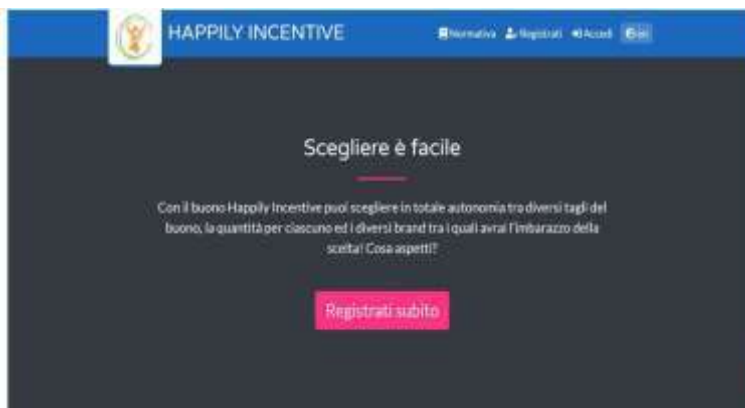 HAPPILY INCENTIVE
Normativa Registrati Accedi
Scegliere è facile
Con il buono Happily Incentive puoi scegliere in totale autonomia tra diversi tagli del
buono, la quantità per ciascuno ed i diversi brand tra i quali avrai l'imbarazzo della
scelta! Cosa aspetti?
Registrati subito